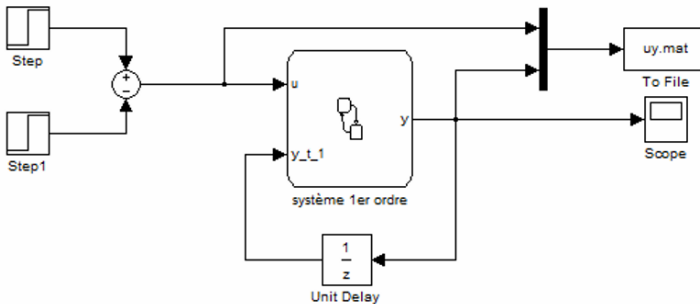 Step
+
−
Step1
u
y_t_1
y
système 1er ordre
uy.mat
To File
Scope
1
z
Unit Delay